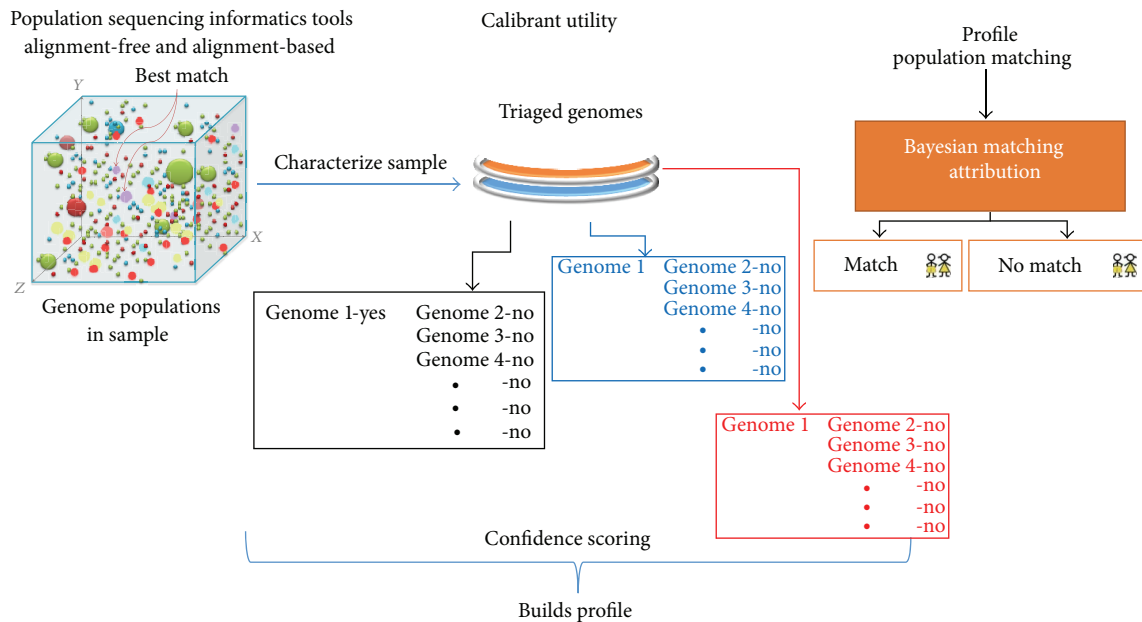 Population sequencing informatics tools
alignment-free and alignment-based
Best match
Y
X
Z
Genome populations
in sample
Calibrant utility
Characterize sample
Triaged genomes
Genome 1-yes Genome 2-no
Genome 3-no
Genome 4-no
• -no
• -no
• -no
Genome 1 Genome 2-no
Genome 3-no
Genome 4-no
• -no
• -no
• -no
Genome 1 Genome 2-no
Genome 3-no
Genome 4-no
• -no
• -no
• -no
Profile
population matching
Bayesian matching
attribution
Match
No match
Confidence scoring
Builds profile